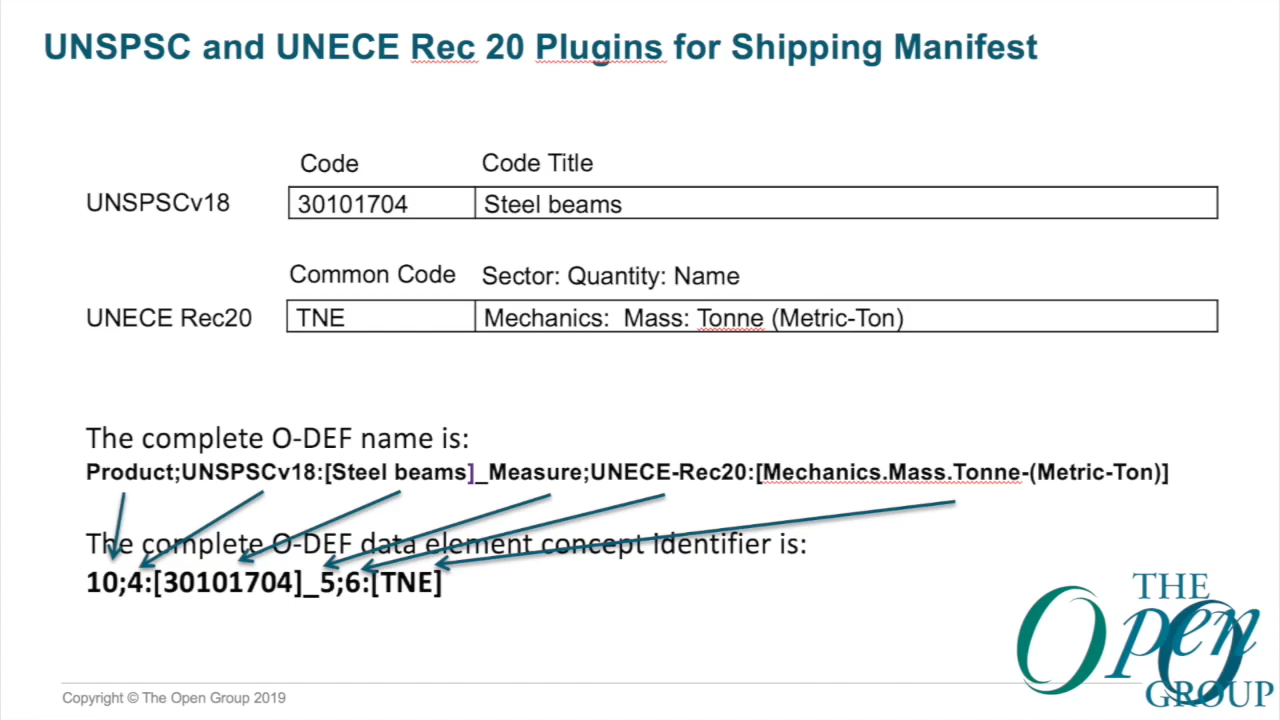 UNSPSC and UNECE Rec 20 Plugins for Shipping Manifest
Code Code Title
UNSPSCv18 30101704 Steel beams
Common Code Sector: Quantity: Name
UNECE Rec20 TNE Mechanics: Mass: Tonne (Metric-Ton)
The complete O-DEF name is:
Product;UNSPSCv18:[Steel beams]_Measure;UNECE-Rec20:[Mechanics.Mass.Tonne-(Metric-Ton)]
The complete O-DEF data element concept identifier is:
10;4:[30101704]_5;6:[TNE]
THE
Open
GROUP
Copyright © The Open Group 2019